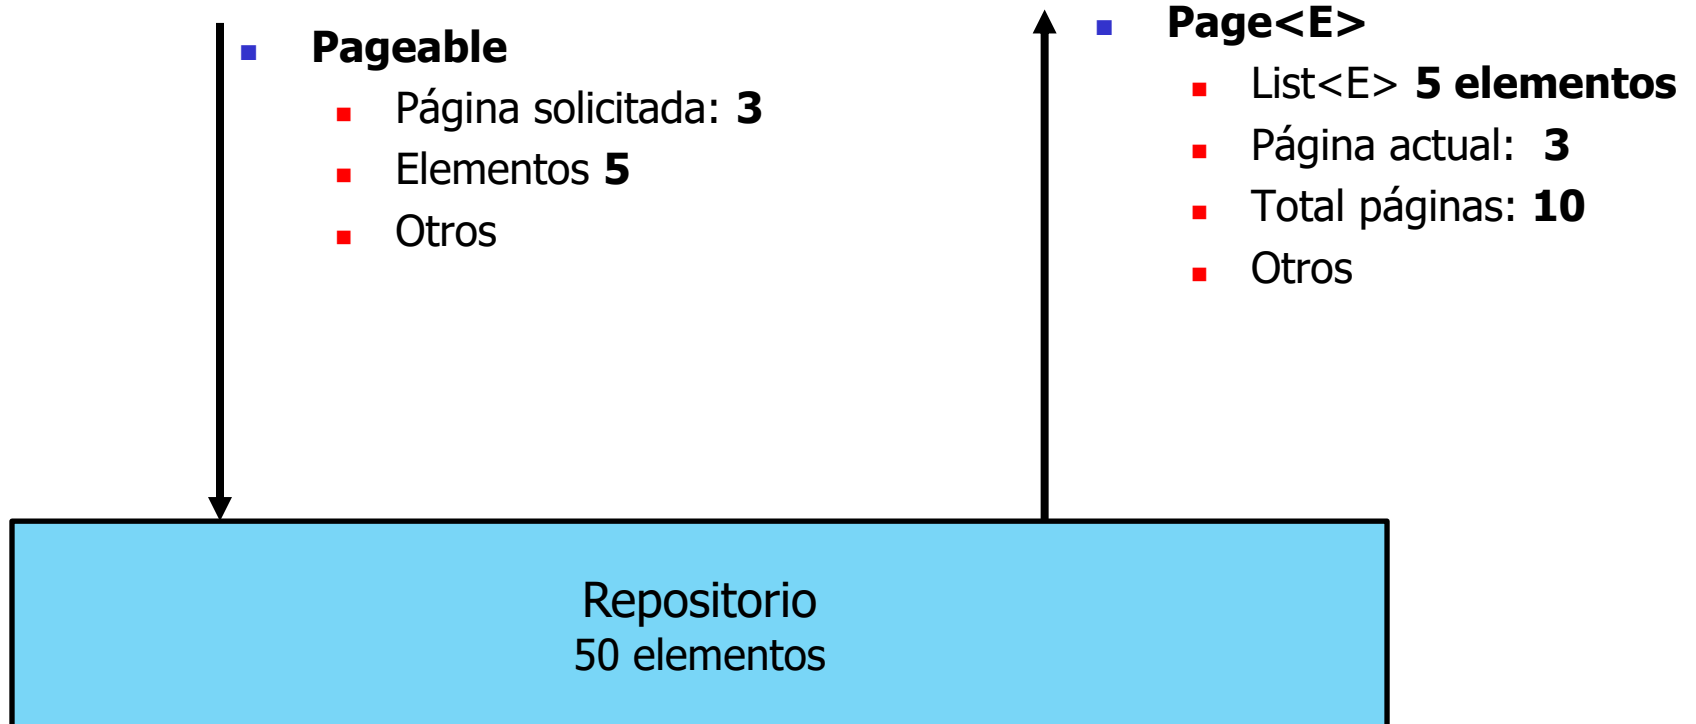 Pageable
Página solicitada: 3
Elementos 5
Otros
Page<E>
List<E> 5 elementos
Página actual: 3
Total páginas: 10
Otros
Repositorio
50 elementos